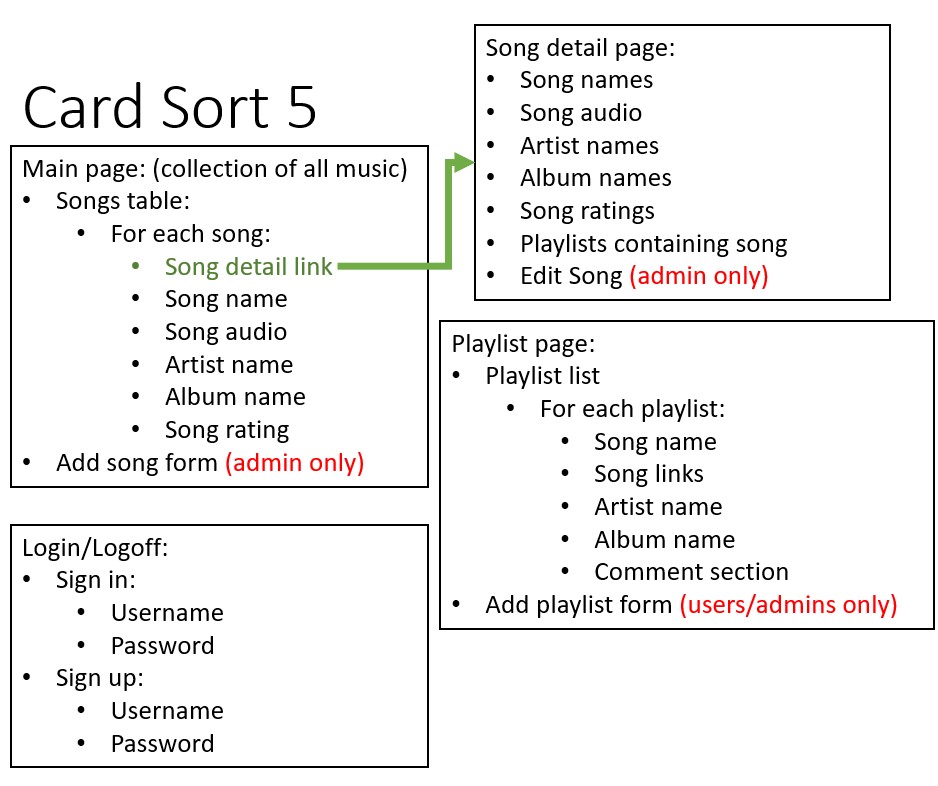 Card Sort 5
Main page: (collection of all music)
• Songs table:
• For each song:
• Song detail link
• Song name
• Song audio
• Artist name
• Album name
• Song rating
• Add song form (admin only)
Song detail page:
• Song names
• Song audio
• Artist names
• Album names
• Song ratings
• Playlists containing song
• Edit Song (admin only)
Playlist page:
• Playlist list
• For each playlist:
• Song name
• Song links
• Artist name
• Album name
• Comment section
• Add playlist form (users/admins only)
Login/Logoff:
• Sign in:
• Username
• Password
• Sign up:
• Username
• Password